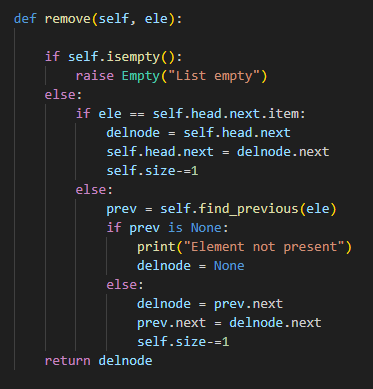 def remove(self, ele):
if self.isempty():
raise Empty("List empty")
else:
if ele == self.head.next.item:
delnode = self.head.next
self.head.next = delnode.next
self.size-=1
else:
prev = self.find_previous(ele)
if prev is None:
print("Element not present")
delnode = None
else:
delnode = prev.next
prev.next = delnode.next
self.size-=1
return delnode